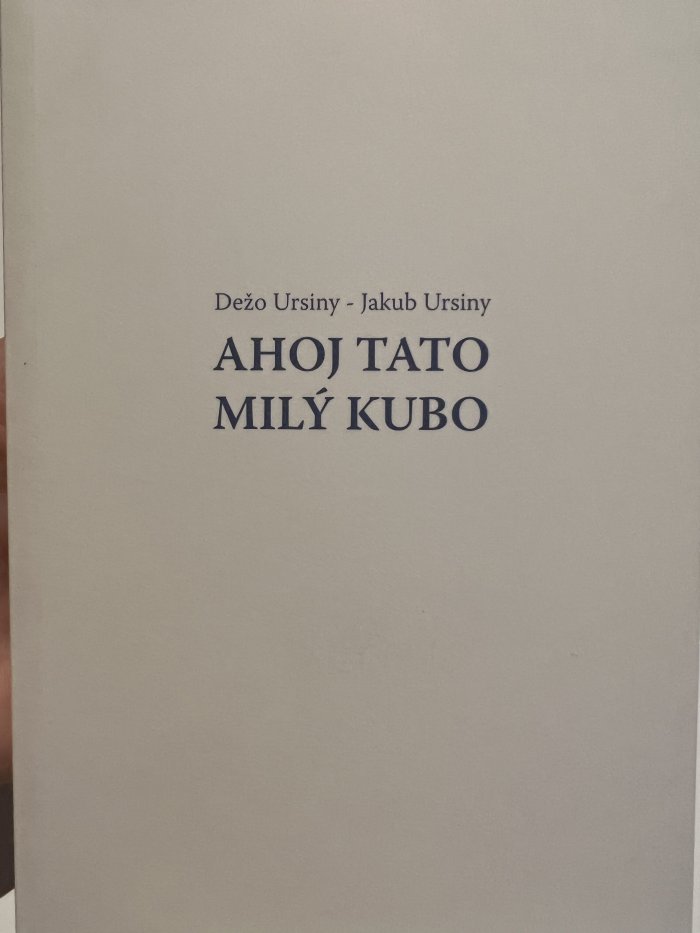 Dežo Ursiny - Jakub Ursiny
AHOJ TATO
MILÝ KUBO